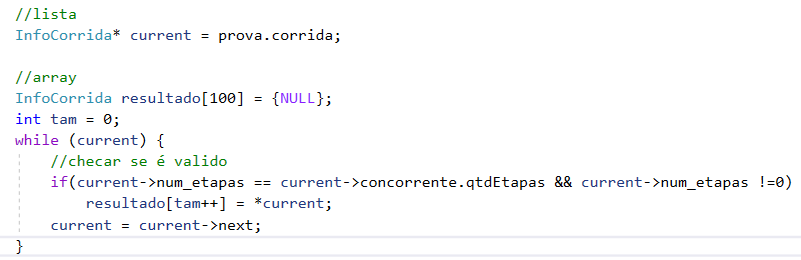 //lista
InfoCorrida* current = prova.corrida;
//array
InfoCorrida resultado[100] = {NULL};
int tam = 0;
while (current) {
//checar se é valido
if(current->num_etapas == current->concorrente.qtdEtapas && current->num_etapas !=0)
resultado[tam++] = *current;
current = current->next;
}